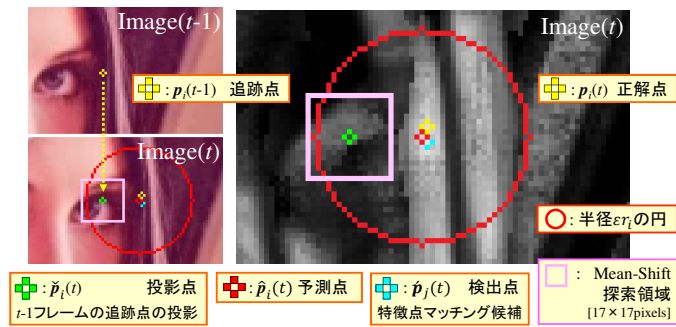 Image(t-1)
Image(t)
: p_i(t-1) 追跡点
: p_i(t) 正解点
Image(t)
: 半径εr_iの円
: p̌_i(t) 投影点
t-1フレームの追跡点の投影
: p̂_i(t) 予測点
: ṕ_j(t) 検出点
特徴点マッチング候補
: Mean-Shift
探索領域
[17×17pixels]